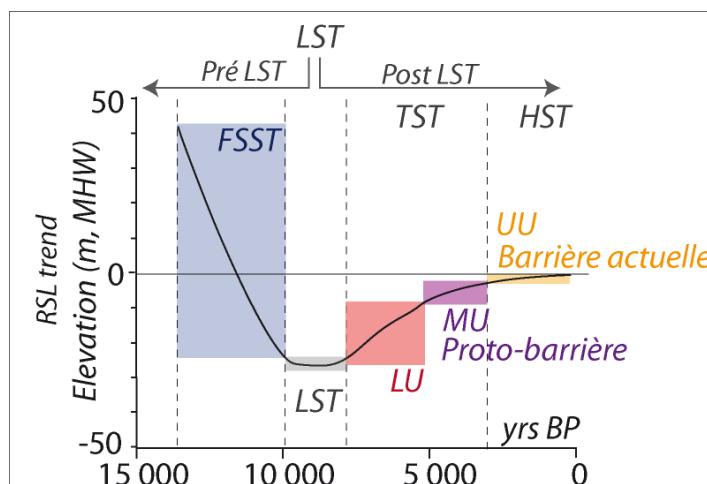 LST
Pré LST
Post LST
50
FSST
TST
HST
UU
Barrière actuelle
0
RSL trend
Elevation (m, MHW)
MU
Proto-barrière
LU
LST
yrs BP
-50
15 000
10 000
5 000
0